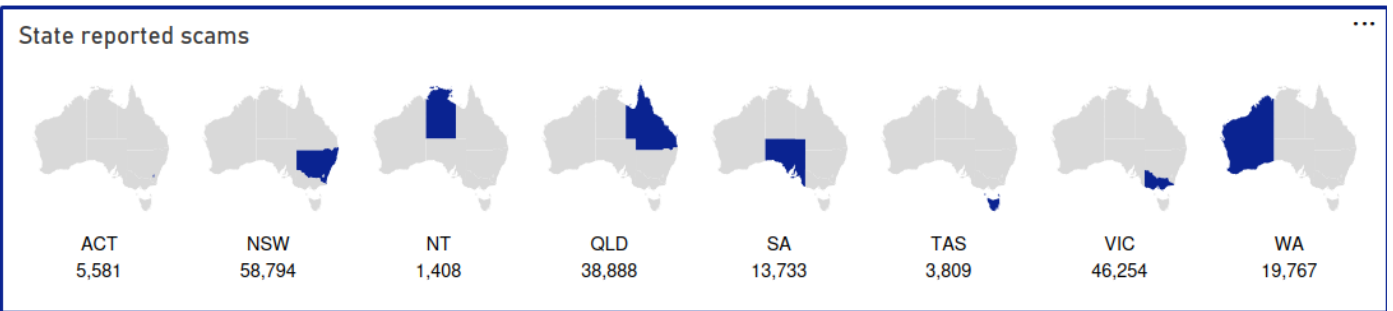 State reported scams
ACT NSW NT QLD SA TAS VIC WA
5,581 58,794 1,408 38,888 13,733 3,809 46,254 19,767